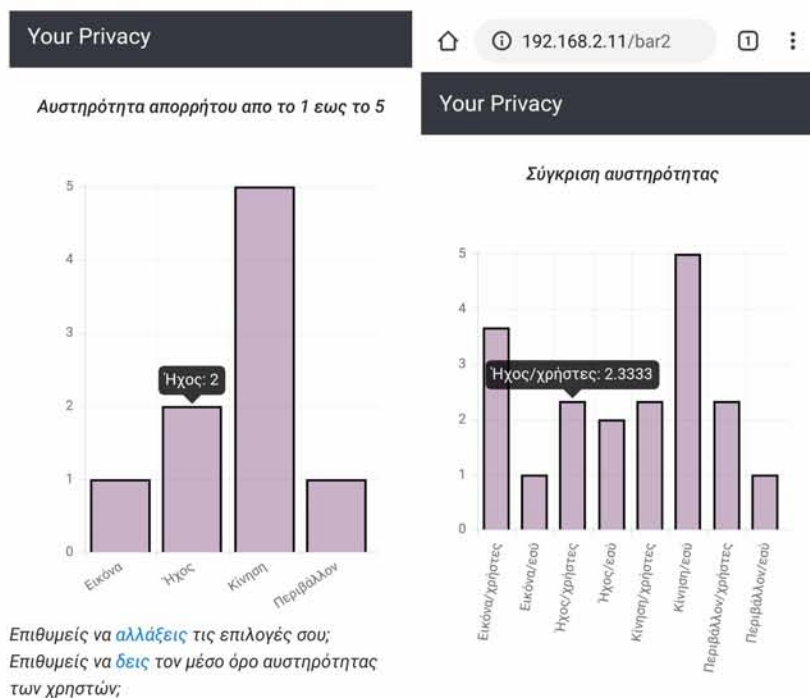 Your Privacy
Αυστηρότητα απορρήτου απο το 1 εως το 5
5
4
3
2
1
0
Ήχος: 2
Εικόνα
Ήχος
Κίνηση
Περιβάλλον
Επιθυμείς να αλλάξεις τις επιλογές σου;
Επιθυμείς να δεις τον μέσο όρο αυστηρότητας
των χρηστών;
192.168.2.11/bar2
1
Your Privacy
Σύγκριση αυστηρότητας
5
4
3
2
1
0
Ήχος/χρήστες: 2.3333
Εικόνα/χρήστες
Εικόνα/εσύ
Ήχος/χρήστες
Ήχος/εσύ
Κίνηση/χρήστες
Κίνηση/εσύ
Περιβάλλον/χρήστες
Περιβάλλον/εσύ